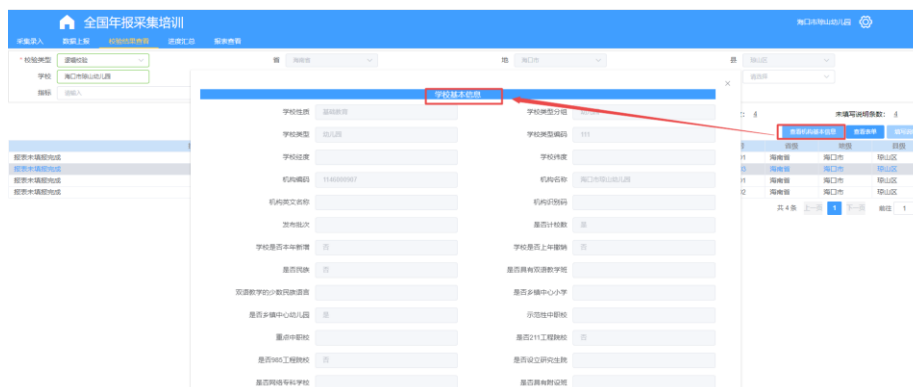 全国年报采集培训
海口市琼山幼儿园
采集录入 数据上报 校验结果查看 进度汇总 报表查看
* 校验类型 逻辑校验 省 海南省 地 海口市 县 琼山区
学校 海口市琼山幼儿园
指标 请输入
学校基本信息
学校性质 基础教育 学校类型分组
学校类型 幼儿园 学校类型编码 111
学校经度 学校纬度
机构编码 机构名称 海口市琼山幼儿园
机构英文名称 机构识别码
发布批次 是否计校数 是
学校是否本年新增 否 学校是否上年撤销 否
是否民族 否 是否具有双语教学班
双语教学的少数民族语言 是否乡镇中心小学
是否乡镇中心幼儿园 是 示范性中职校
重点中职校 是否211工程院校 否
是否985工程院校 否 是否设立研究生院
是否网络专科学校 是否具有附设班
未填写说明条数: 4
查看机构基本信息 查看表单
报表未填报完成 海南省 海口市 琼山区
报表未填报完成 海南省 海口市 琼山区
报表未填报完成 海南省 海口市 琼山区
报表未填报完成 海南省 海口市 琼山区
共 4 条 上一页 1 下一页 前往 1